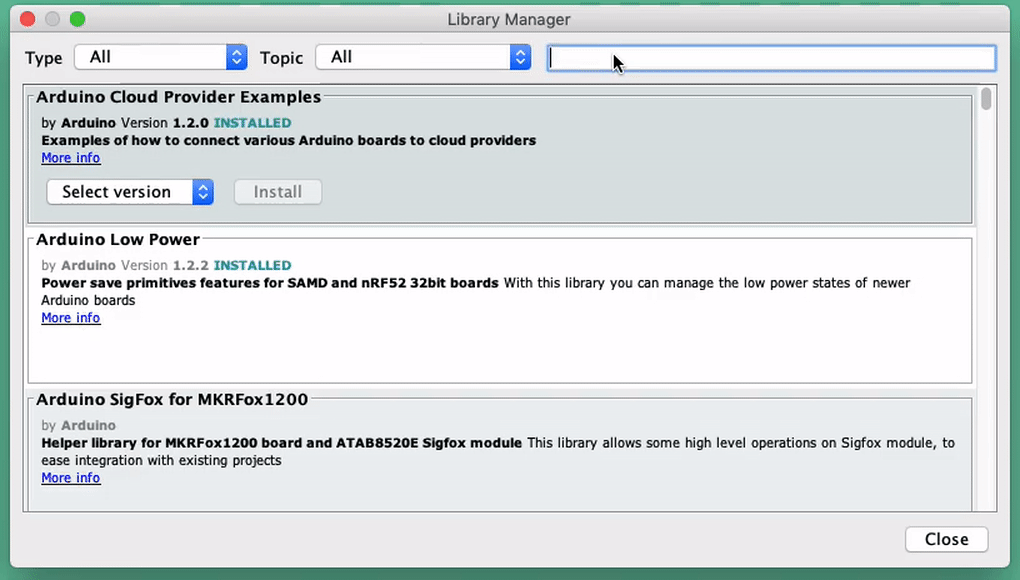 Library Manager
Type All Topic All
Arduino Cloud Provider Examples
by Arduino Version 1.2.0 INSTALLED
Examples of how to connect various Arduino boards to cloud providers
More info
Select version Install
Arduino Low Power
by Arduino Version 1.2.2 INSTALLED
Power save primitives features for SAMD and nRF52 32bit boards With this library you can manage the low power states of newer
Arduino boards
More info
Arduino SigFox for MKRFox1200
by Arduino
Helper library for MKRFox1200 board and ATAB8520E Sigfox module This library allows some high level operations on Sigfox module, to
ease integration with existing projects
More info
Close